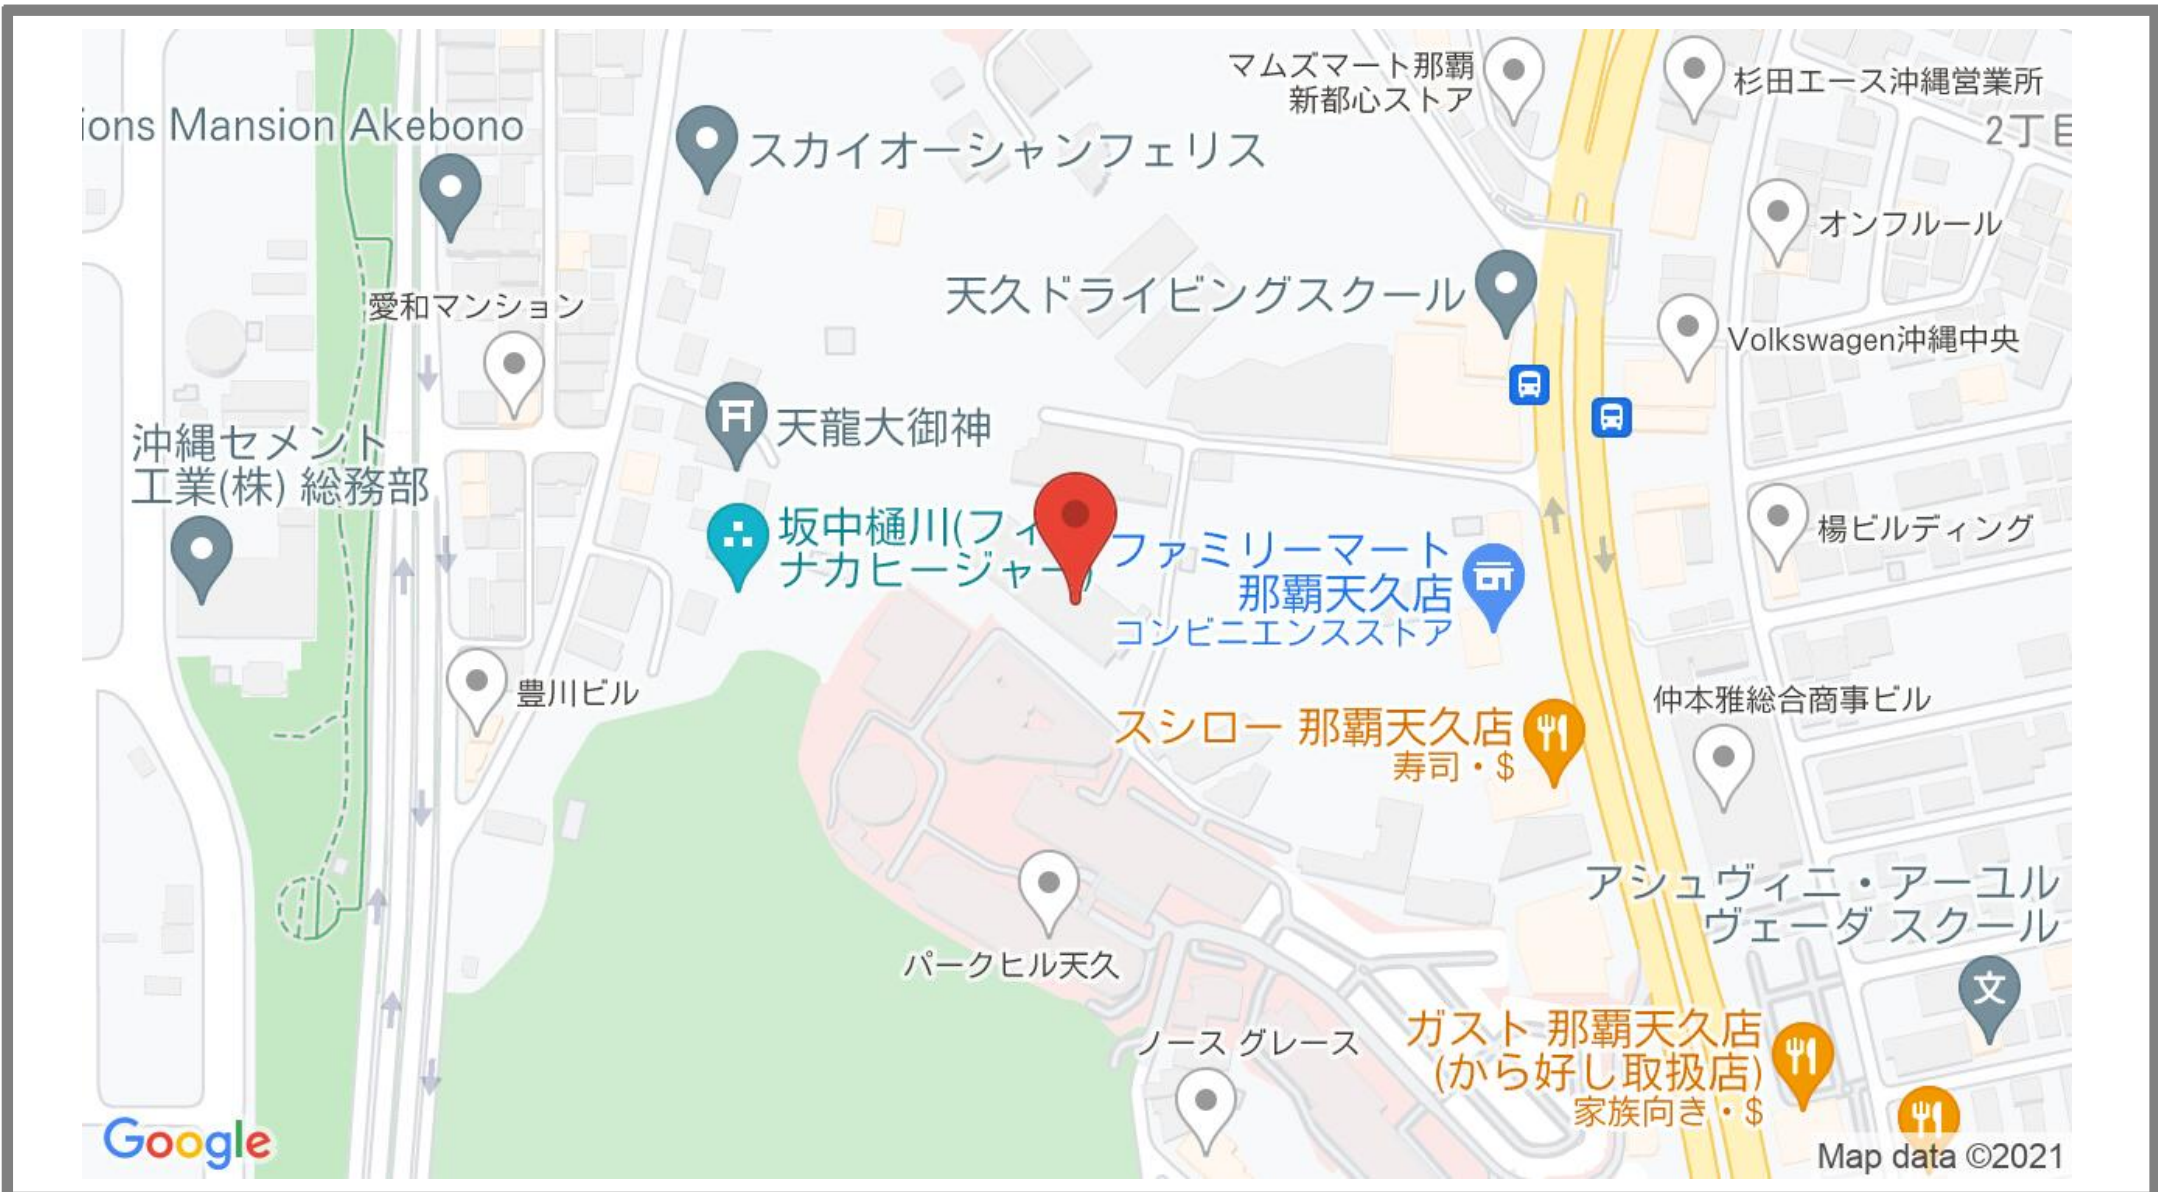 マムズマート那覇
新都心ストア
杉田エース沖縄営業所
2丁目
ions Mansion Akebono
スカイオーシャンフェリス
オンフルール
愛和マンション
天久ドライビングスクール
Volkswagen沖縄中央
天龍大御神
沖縄セメント
工業(株) 総務部
坂中樋川(フィ
ナカヒージャー)
ファミリーマート
那覇天久店
コンビニエンスストア
楊ビルディング
豊川ビル
スシロー 那覇天久店
寿司・$
仲本雅総合商事ビル
アシュヴィニ・アーユル
ヴェーダ スクール
文
パークヒル天久
ノース グレース
ガスト 那覇天久店
(から好し取扱店)
家族向き・$
Google
Map data ©2021